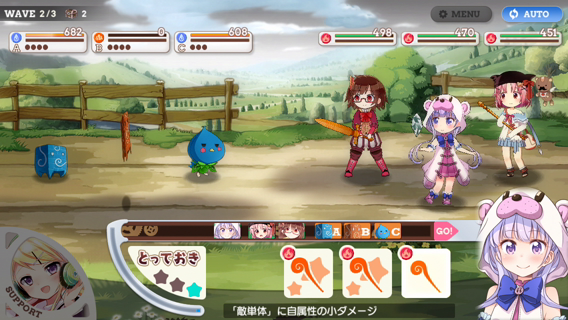 WAVE 2/3 2
MENU
AUTO
682
0
608
498
470
451
A
B
C
A B C GO!
とっておき
SUPPORT
「敵単体」に自属性の小ダメージ